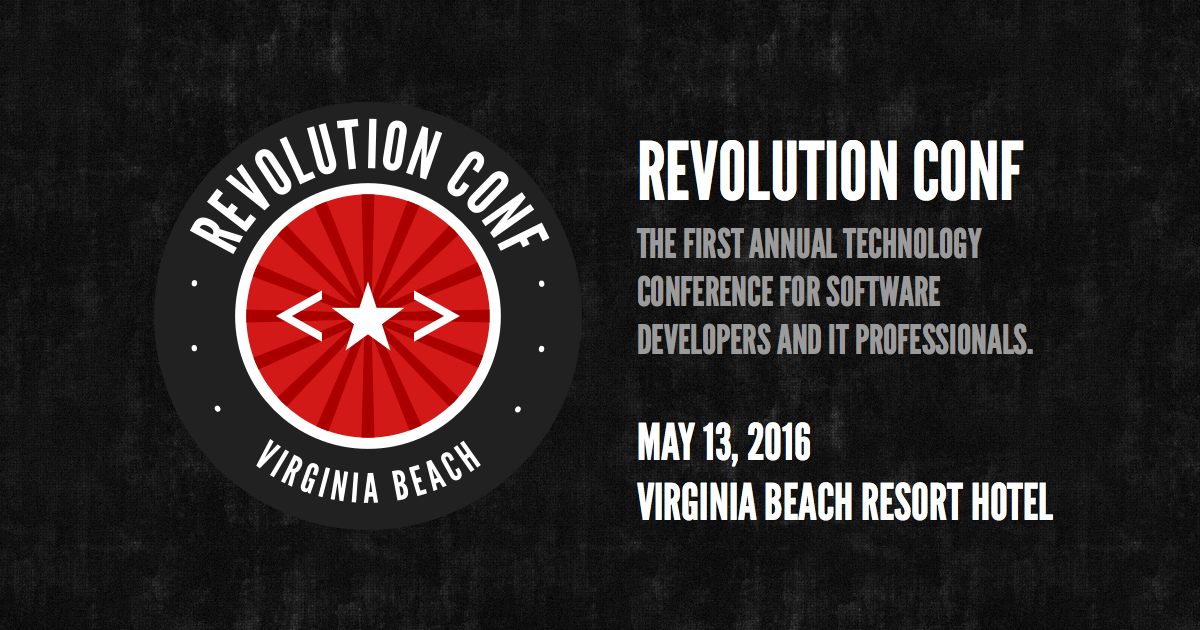 REVOLUTION CONF
< ★ >
VIRGINIA BEACH
REVOLUTION CONF
THE FIRST ANNUAL TECHNOLOGY
CONFERENCE FOR SOFTWARE
DEVELOPERS AND IT PROFESSIONALS.
MAY 13, 2016
VIRGINIA BEACH RESORT HOTEL